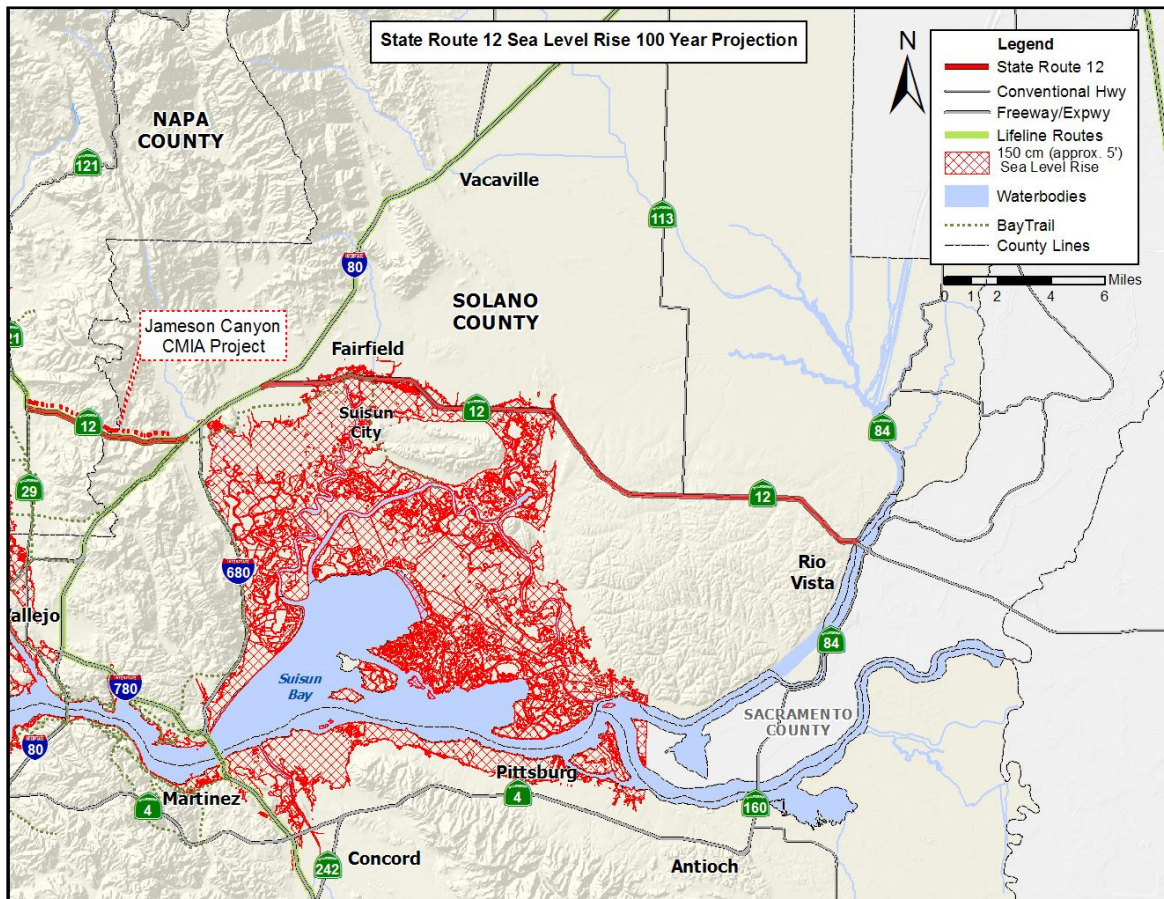 State Route 12 Sea Level Rise 100 Year Projection
N
Legend
State Route 12
Conventional Hwy
Freeway/Expwy
Lifeline Routes
150 cm (approx. 5')
Sea Level Rise
Waterbodies
BayTrail
County Lines
Miles
0 1 2 4 6
NAPA
COUNTY
121
Vacaville
113
80
SOLANO
COUNTY
21
Jameson Canyon
CMIA Project
Fairfield
12
Suisun
City
12
84
29
12
680
Rio
Vista
allejo
84
780
Suisun
Bay
SACRAMENTO
COUNTY
80
Martinez
4
Pittsburg
4
160
242
Concord
Antioch